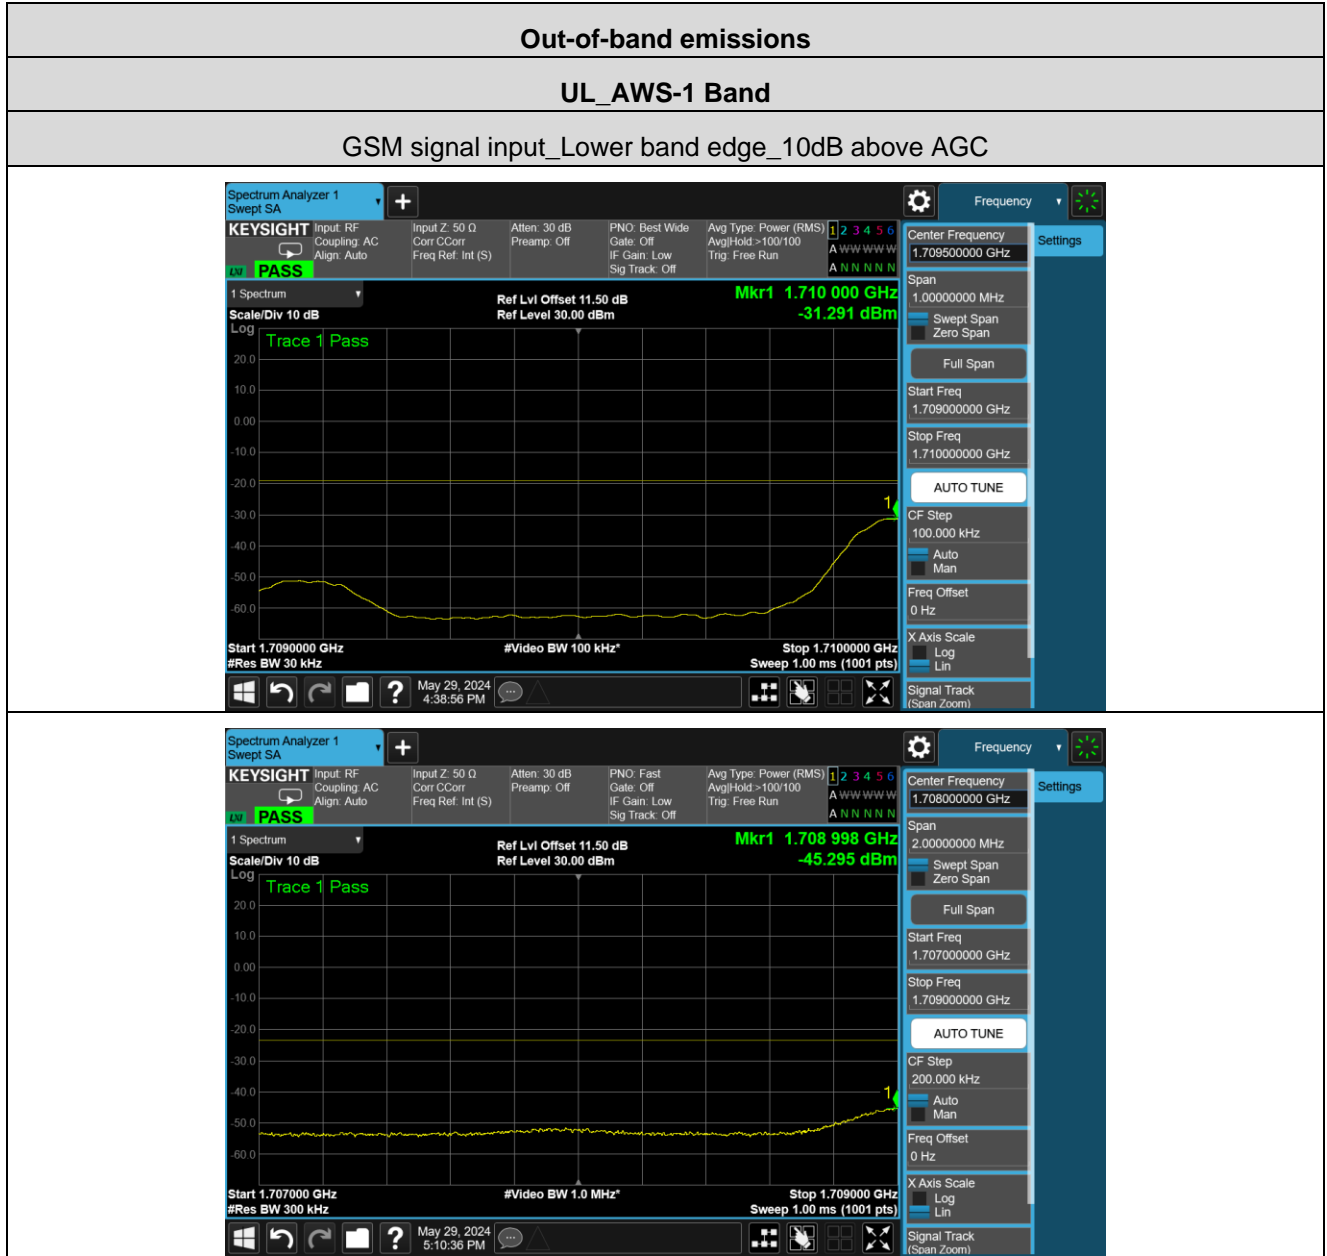 Out-of-band emissions
UL_AWS-1 Band
GSM signal input_Lower band edge_10dB above AGC
Spectrum Analyzer 1
Swept SA
Frequency
KEYSIGHT
Input: RF
Coupling: AC
Align: Auto
Input Z: 50 Ω
Corr CCorr
Freq Ref: Int (S)
Atten: 30 dB
Preamp: Off
PNO: Best Wide
Gate: Off
IF Gain: Low
Sig Track: Off
Avg Type: Power (RMS)
Avg|Hold:>100/100
Trig: Free Run
1 2 3 4 5 6
A W W W W W
A N N N N N
LXI PASS
1 Spectrum
Scale/Div 10 dB
Ref Lvl Offset 11.50 dB
Ref Level 30.00 dBm
Mkr1 1.710 000 GHz
-31.291 dBm
Log
Trace 1 Pass
20.0
10.0
0.00
-10.0
-20.0
-30.0
-40.0
-50.0
-60.0
1
Start 1.7090000 GHz
#Res BW 30 kHz
#Video BW 100 kHz*
Stop 1.7100000 GHz
Sweep 1.00 ms (1001 pts)
May 29, 2024
4:38:56 PM
Center Frequency
1.709500000 GHz
Settings
Span
1.00000000 MHz
Swept Span
Zero Span
Full Span
Start Freq
1.709000000 GHz
Stop Freq
1.710000000 GHz
AUTO TUNE
CF Step
100.000 kHz
Auto
Man
Freq Offset
0 Hz
X Axis Scale
Log
Lin
Signal Track
(Span Zoom)
Spectrum Analyzer 1
Swept SA
Frequency
KEYSIGHT
Input: RF
Coupling: AC
Align: Auto
Input Z: 50 Ω
Corr CCorr
Freq Ref: Int (S)
Atten: 30 dB
Preamp: Off
PNO: Fast
Gate: Off
IF Gain: Low
Sig Track: Off
Avg Type: Power (RMS)
Avg|Hold:>100/100
Trig: Free Run
1 2 3 4 5 6
A W W W W W
A N N N N N
LXI PASS
1 Spectrum
Scale/Div 10 dB
Ref Lvl Offset 11.50 dB
Ref Level 30.00 dBm
Mkr1 1.708 998 GHz
-45.295 dBm
Log
Trace 1 Pass
20.0
10.0
0.00
-10.0
-20.0
-30.0
-40.0
-50.0
-60.0
1
Start 1.707000 GHz
#Res BW 300 kHz
#Video BW 1.0 MHz*
Stop 1.709000 GHz
Sweep 1.00 ms (1001 pts)
May 29, 2024
5:10:36 PM
Center Frequency
1.708000000 GHz
Settings
Span
2.00000000 MHz
Swept Span
Zero Span
Full Span
Start Freq
1.707000000 GHz
Stop Freq
1.709000000 GHz
AUTO TUNE
CF Step
200.000 kHz
Auto
Man
Freq Offset
0 Hz
X Axis Scale
Log
Lin
Signal Track
(Span Zoom)